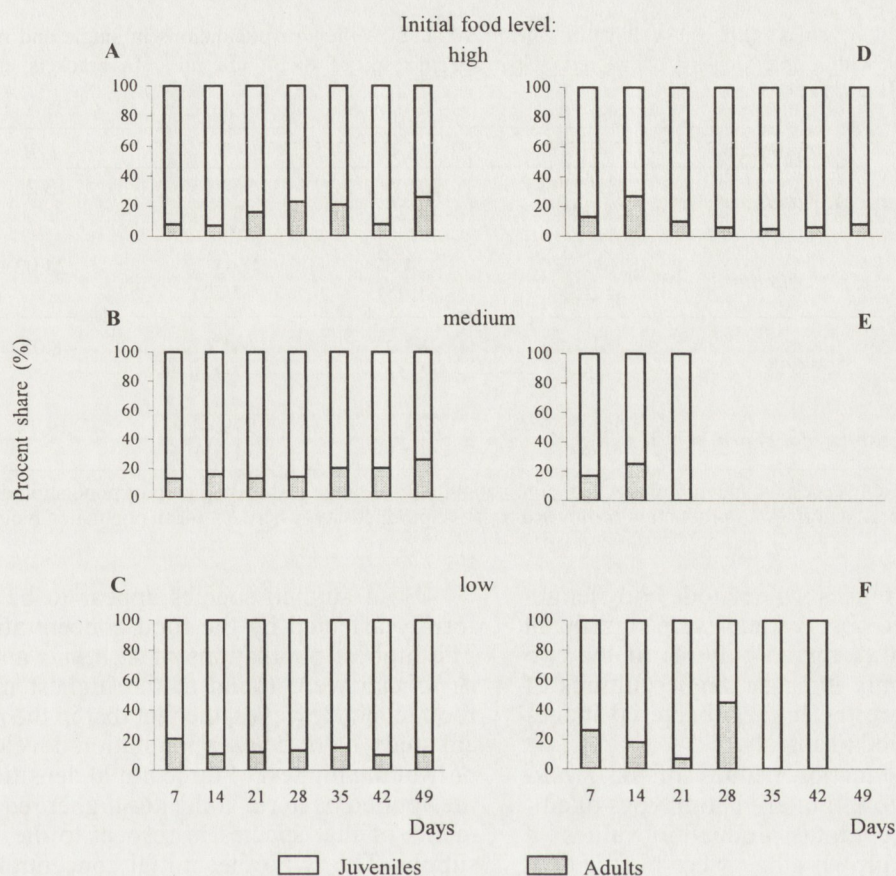 Initial food level:
A high D
100 100
80 80
60 60
40 40
20 20
0 0
B medium E
100 100
80 80
60 60
40 40
20 20
0 0
Procent share (%)
C low F
100 100
80 80
60 60
40 40
20 20
0 0
7 14 21 28 35 42 49 7 14 21 28 35 42 49
Days Days
Juveniles Adults